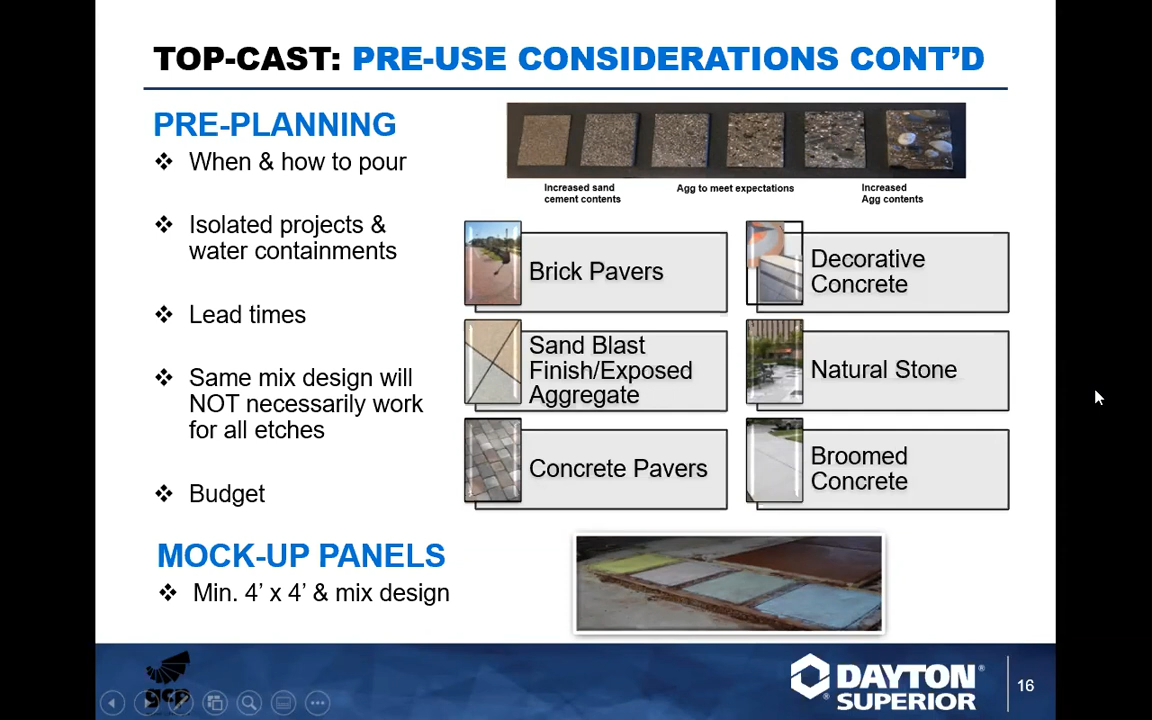 TOP-CAST: PRE-USE CONSIDERATIONS CONT’D
PRE-PLANNING
❖ When & how to pour
❖ Isolated projects &
water containments
❖ Lead times
❖ Same mix design will
NOT necessarily work
for all etches
❖ Budget
MOCK-UP PANELS
❖ Min. 4’ x 4’ & mix design
Increased sand
cement contents
Agg to meet expectations
Increased
Agg contents
Brick Pavers
Decorative
Concrete
Sand Blast
Finish/Exposed
Aggregate
Natural Stone
Concrete Pavers
Broomed
Concrete
gcp
DAYTON
SUPERIOR
16